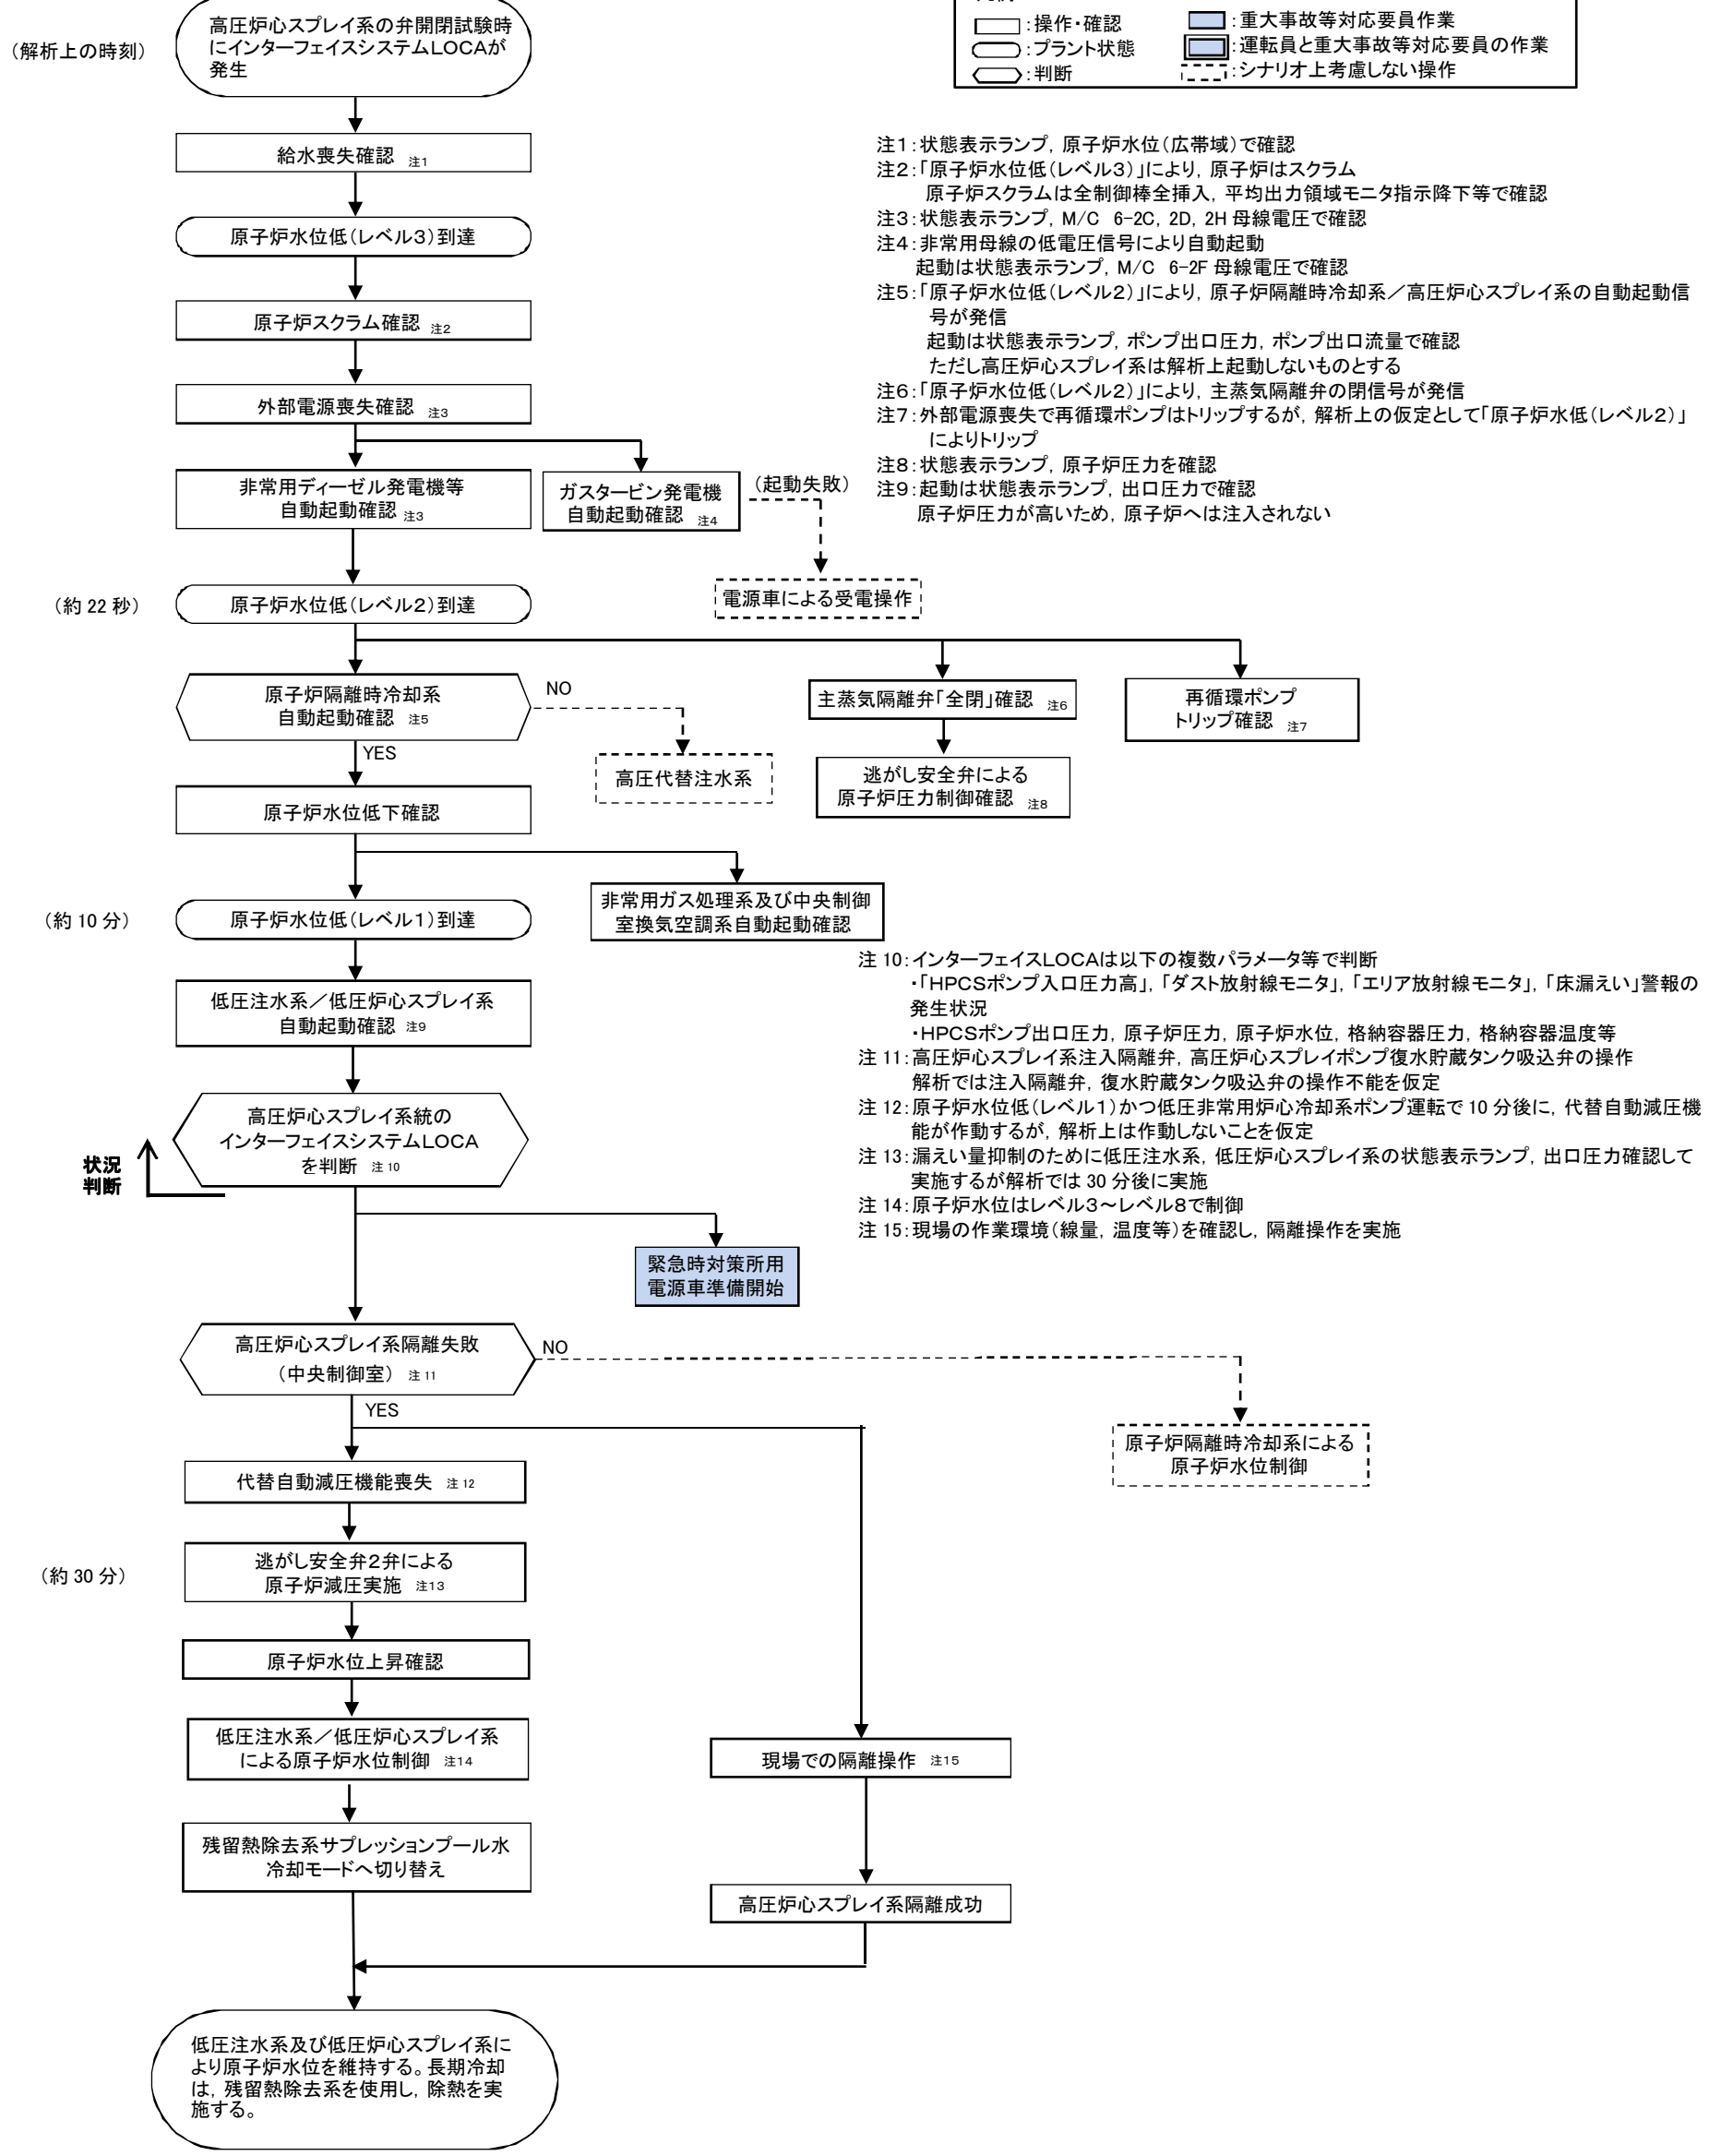 :操作・確認
:プラント状態
:判断
:重大事故等対応要員作業
:運転員と重大事故等対応要員の作業
:シナリオ上考慮しない操作
(解析上の時刻)
高圧炉心スプレイ系の弁開閉試験時
にインターフェイスシステムLOCAが
発生
給水喪失確認 注1
原子炉水位低(レベル3)到達
原子炉スクラム確認 注2
外部電源喪失確認 注3
非常用ディーゼル発電機等
自動起動確認 注3
ガスタービン発電機
自動起動確認 注4
(起動失敗)
電源車による受電操作
注1:状態表示ランプ, 原子炉水位(広帯域)で確認
注2:「原子炉水位低(レベル3)」により, 原子炉はスクラム
原子炉スクラムは全制御棒全挿入, 平均出力領域モニタ指示降下等で確認
注3:状態表示ランプ, M/C 6-2C, 2D, 2H 母線電圧で確認
注4:非常用母線の低電圧信号により自動起動
起動は状態表示ランプ, M/C 6-2F 母線電圧で確認
注5:「原子炉水位低(レベル2)」により, 原子炉隔離時冷却系/高圧炉心スプレイ系の自動起動信
号が発信
起動は状態表示ランプ, ポンプ出口圧力, ポンプ出口流量で確認
ただし高圧炉心スプレイ系は解析上起動しないものとする
注6:「原子炉水位低(レベル2)」により, 主蒸気隔離弁の閉信号が発信
注7:外部電源喪失で再循環ポンプはトリップするが, 解析上の仮定として「原子炉水低(レベル2)」
によりトリップ
注8:状態表示ランプ, 原子炉圧力を確認
注9:起動は状態表示ランプ, 出口圧力で確認
原子炉圧力が高いため, 原子炉へは注入されない
(約 22 秒)
原子炉水位低(レベル2)到達
原子炉隔離時冷却系
自動起動確認 注5
NO
YES
高圧代替注水系
主蒸気隔離弁「全閉」確認 注6
逃がし安全弁による
原子炉圧力制御確認 注8
再循環ポンプ
トリップ確認 注7
原子炉水位低下確認
非常用ガス処理系及び中央制御
室換気空調系自動起動確認
(約 10 分)
原子炉水位低(レベル1)到達
低圧注水系/低圧炉心スプレイ系
自動起動確認 注9
高圧炉心スプレイ系統の
インターフェイスシステムLOCA
を判断 注 10
状況
判断
注 10:インターフェイスLOCAは以下の複数パラメータ等で判断
・「HPCSポンプ入口圧力高」, 「ダスト放射線モニタ」, 「エリア放射線モニタ」, 「床漏えい」警報の
発生状況
・HPCSポンプ出口圧力, 原子炉圧力, 原子炉水位, 格納容器圧力, 格納容器温度等
注 11:高圧炉心スプレイ系注入隔離弁, 高圧炉心スプレイポンプ復水貯蔵タンク吸込弁の操作
解析では注入隔離弁, 復水貯蔵タンク吸込弁の操作不能を仮定
注 12:原子炉水位低(レベル1)かつ低圧非常用炉心冷却系ポンプ運転で 10 分後に, 代替自動減圧機
能が作動するが, 解析上は作動しないことを仮定
注 13:漏えい量抑制のために低圧注水系, 低圧炉心スプレイ系の状態表示ランプ, 出口圧力確認して
実施するが解析では 30 分後に実施
注 14:原子炉水位はレベル3~レベル8で制御
注 15:現場の作業環境(線量, 温度等)を確認し, 隔離操作を実施
緊急時対策所用
電源車準備開始
高圧炉心スプレイ系隔離失敗
(中央制御室) 注 11
NO
YES
原子炉隔離時冷却系による
原子炉水位制御
代替自動減圧機能喪失 注 12
(約 30 分)
逃がし安全弁2弁による
原子炉減圧実施 注13
原子炉水位上昇確認
低圧注水系/低圧炉心スプレイ系
による原子炉水位制御 注14
現場での隔離操作 注15
残留熱除去系サプレッションプール水
冷却モードへ切り替え
高圧炉心スプレイ系隔離成功
低圧注水系及び低圧炉心スプレイ系に
より原子炉水位を維持する。長期冷却
は, 残留熱除去系を使用し, 除熱を実
施する。